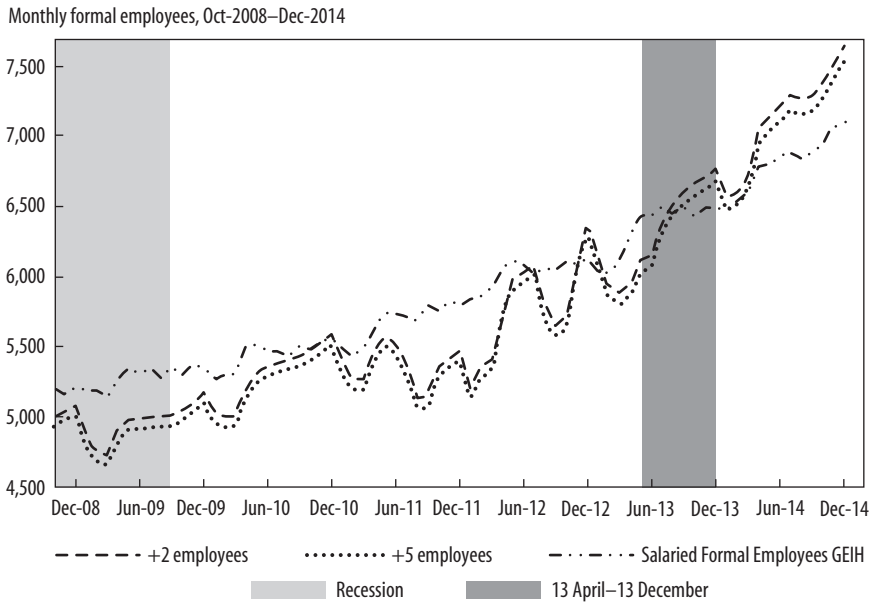 Monthly formal employees, Oct-2008–Dec-2014
7,500
7,000
6,500
6,000
5,500
5,000
4,500
Dec-08 Jun-09 Dec-09 Jun-10 Dec-10 Jun-11 Dec-11 Jun-12 Dec-12 Jun-13 Dec-13 Jun-14 Dec-14
+2 employees +5 employees Salaried Formal Employees GEIH
Recession 13 April–13 December